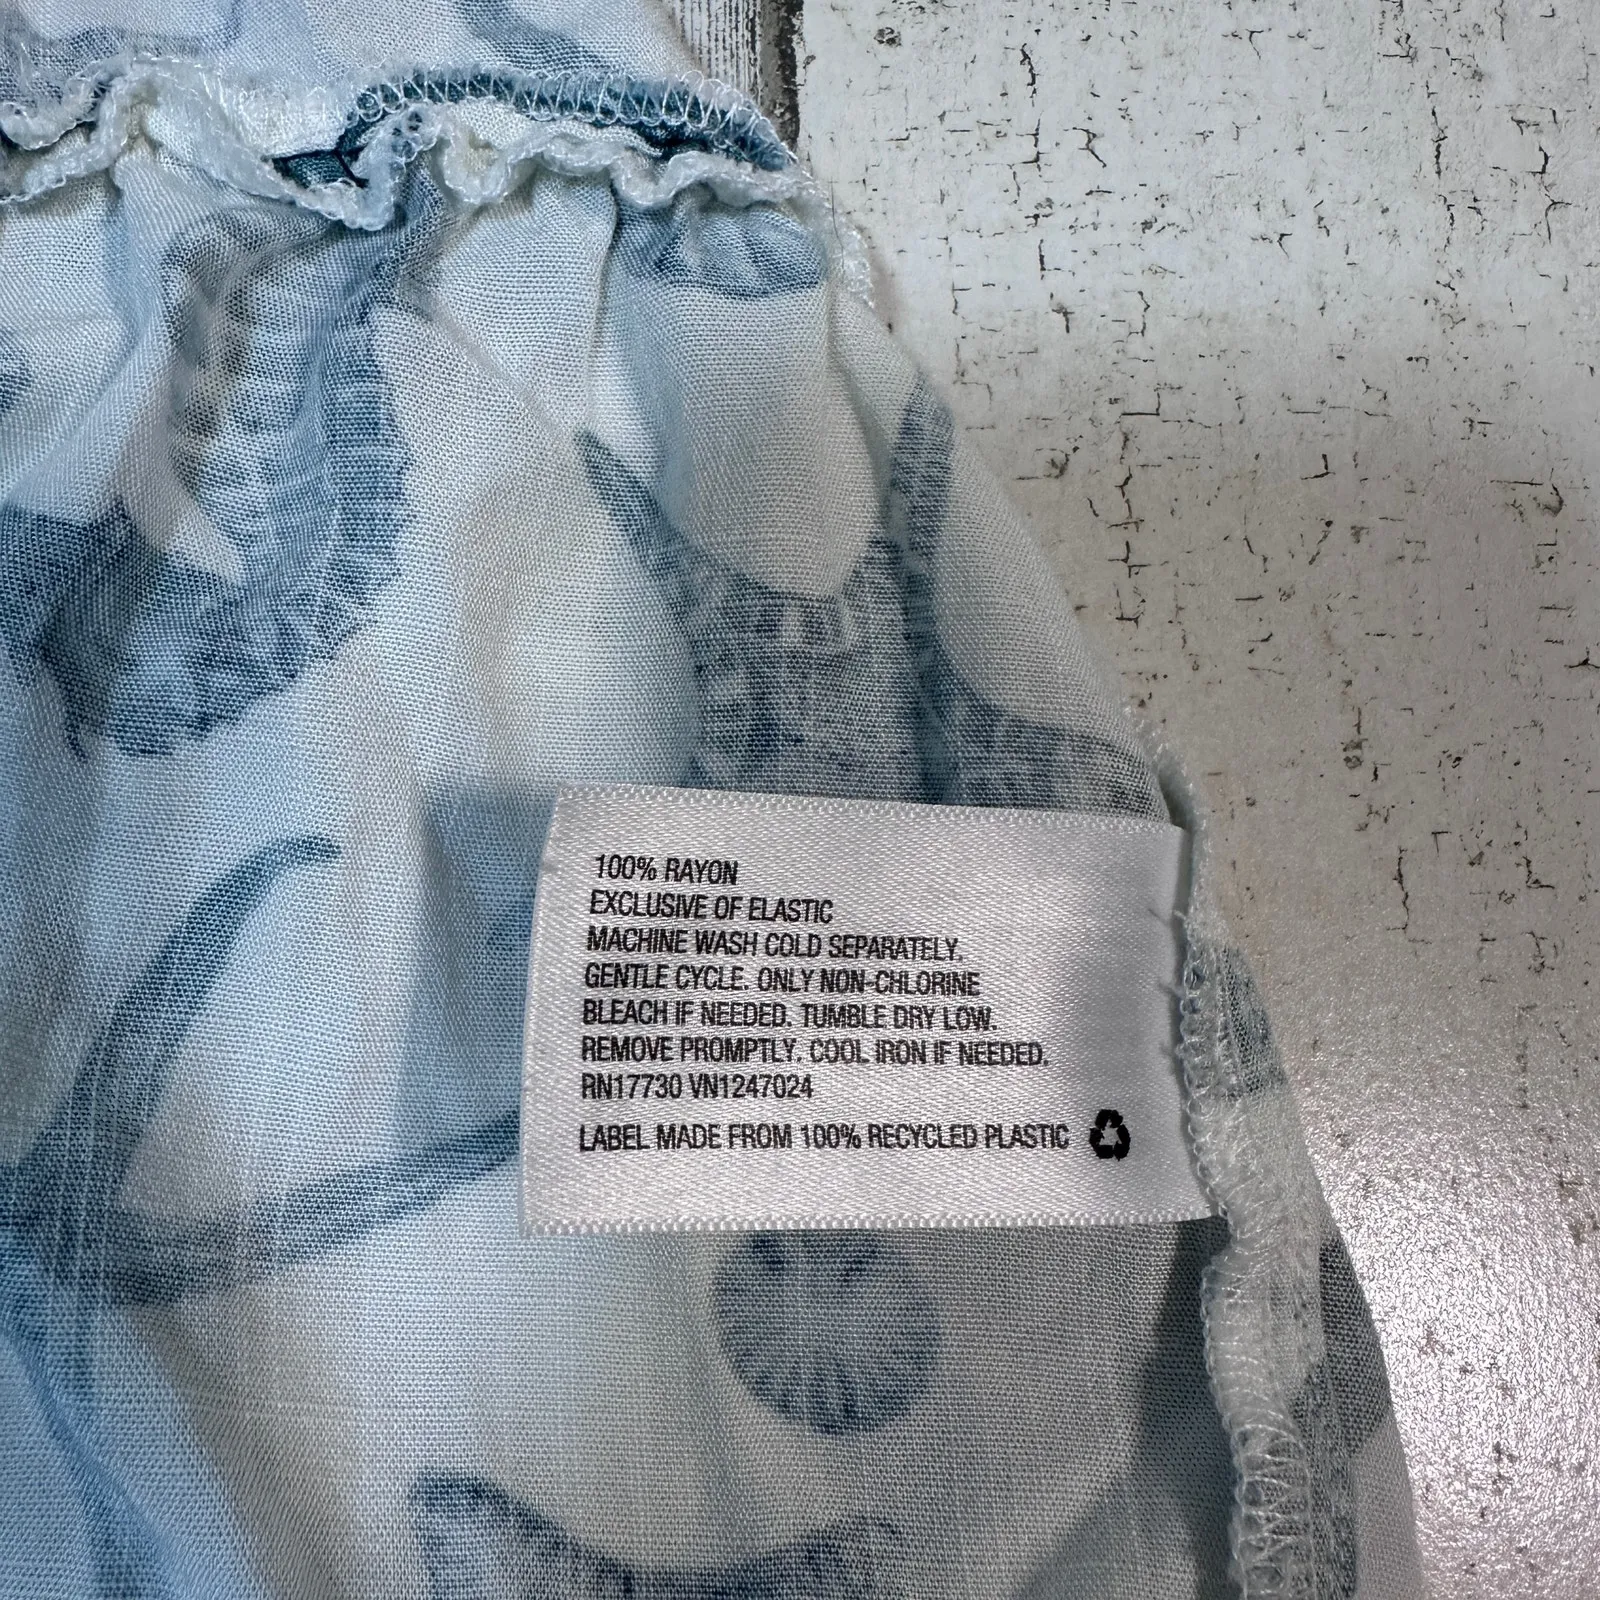 100% RAYON
EXCLUSIVE OF ELASTIC
MACHINE WASH COLD SEPARATELY.
GENTLE CYCLE. ONLY NON-CHLORINE
BLEACH IF NEEDED. TUMBLE DRY LOW.
REMOVE PROMPTLY. COOL IRON IF NEEDED.
RN17730 VN1247024
LABEL MADE FROM 100% RECYCLED PLASTIC